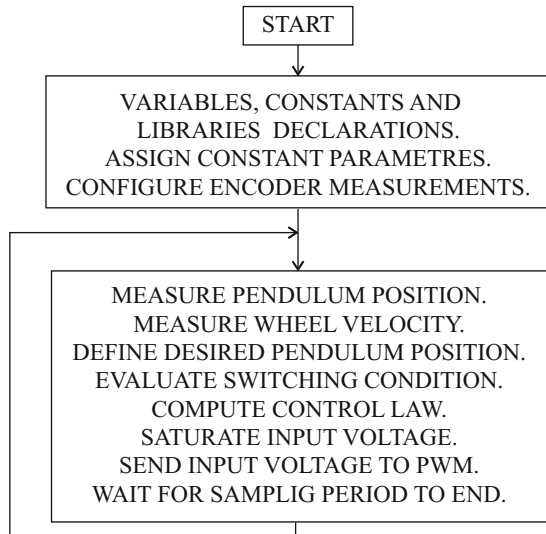 START
VARIABLES, CONSTANTS AND
LIBRARIES DECLARATIONS.
ASSIGN CONSTANT PARAMETRES.
CONFIGURE ENCODER MEASUREMENTS.
MEASURE PENDULUM POSITION.
MEASURE WHEEL VELOCITY.
DEFINE DESIRED PENDULUM POSITION.
EVALUATE SWITCHING CONDITION.
COMPUTE CONTROL LAW.
SATURATE INPUT VOLTAGE.
SEND INPUT VOLTAGE TO PWM.
WAIT FOR SAMPLIG PERIOD TO END.